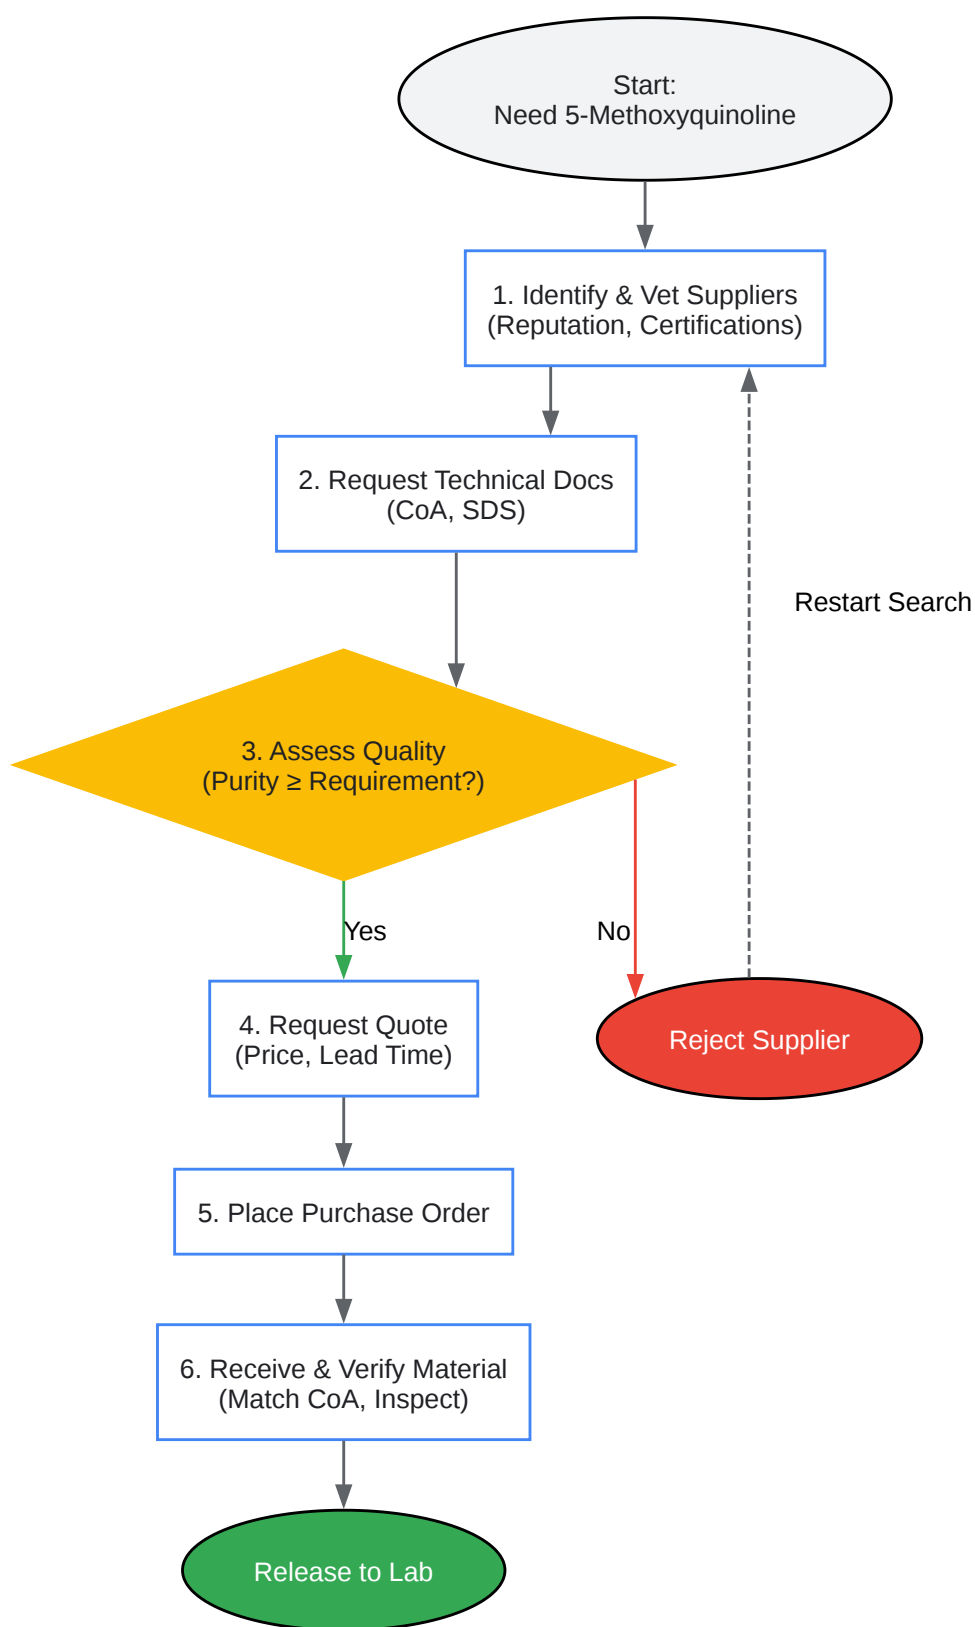 Start:
Need 5-Methoxyquinoline
1. Identify & Vet Suppliers
(Reputation, Certifications)
2. Request Technical Docs
(CoA, SDS)
Restart Search
3. Assess Quality
(Purity ≥ Requirement?)
Yes
No
4. Request Quote
(Price, Lead Time)
Reject Supplier
5. Place Purchase Order
6. Receive & Verify Material
(Match CoA, Inspect)
Release to Lab